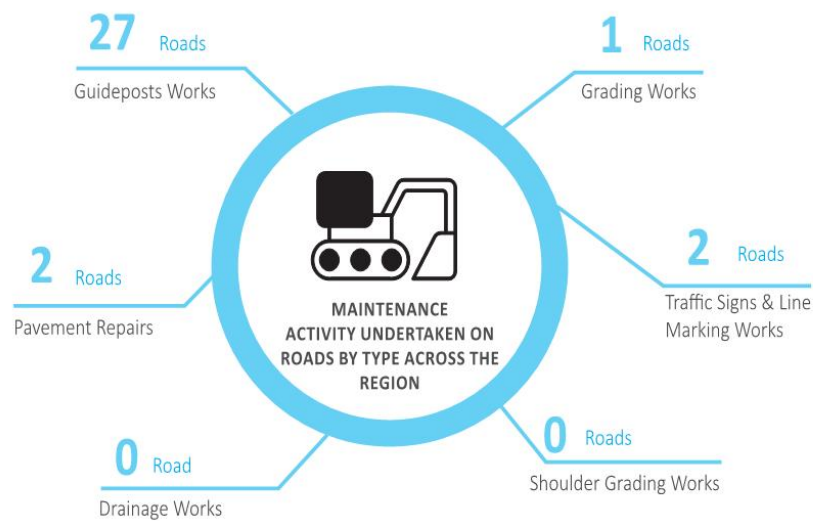 27 Roads
Guideposts Works
1 Roads
Grading Works
2 Roads
Pavement Repairs
2 Roads
Traffic Signs & Line
Marking Works
MAINTENANCE
ACTIVITY UNDERTAKEN ON
ROADS BY TYPE ACROSS THE
REGION
0 Road
Drainage Works
0 Roads
Shoulder Grading Works